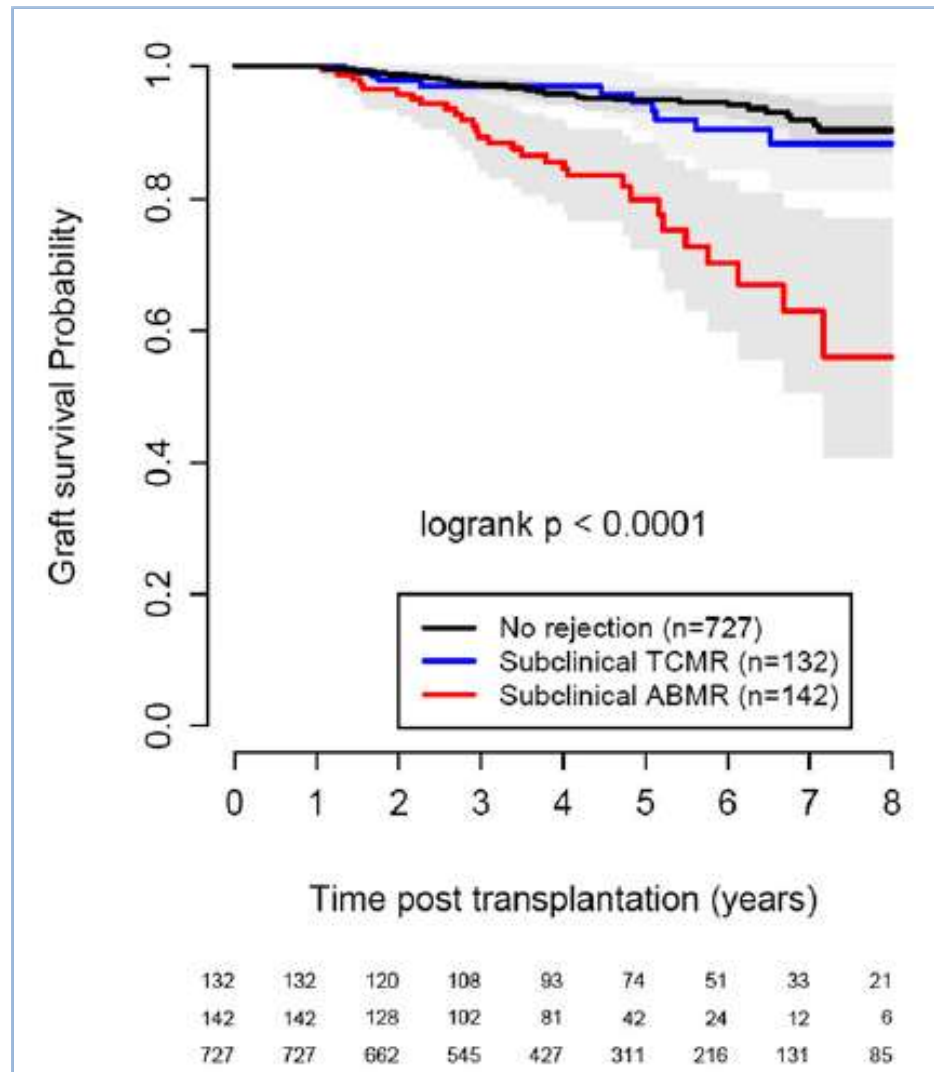 1.0
0.8
0.6
0.4
0.2
0.0
Graft survival Probability
logrank p < 0.0001
No rejection (n=727)
Subclinical TCMR (n=132)
Subclinical ABMR (n=142)
0 1 2 3 4 5 6 7 8
Time post transplantation (years)
132 132 120 108 93 74 51 33 21
142 142 128 102 81 42 24 12 6
727 727 662 545 427 311 216 131 85